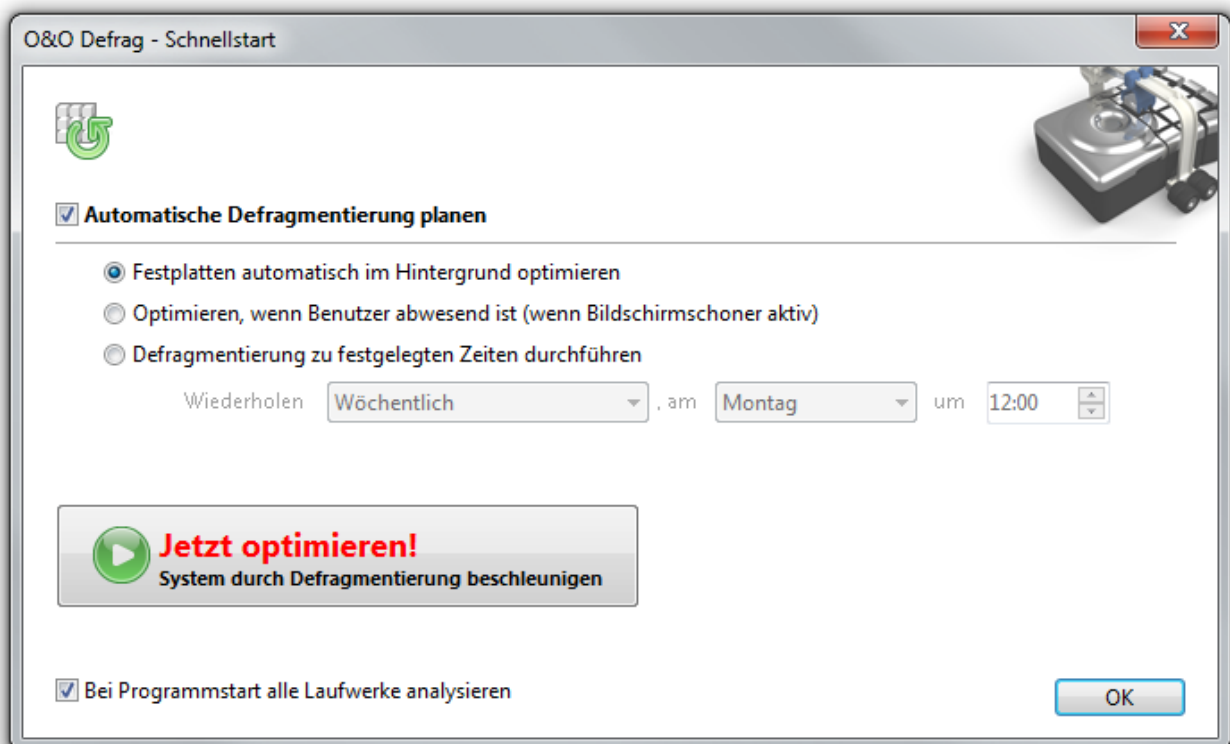 O&O Defrag - Schnellstart
x
Automatische Defragmentierung planen
Festplatten automatisch im Hintergrund optimieren
Optimieren, wenn Benutzer abwesend ist (wenn Bildschirmschoner aktiv)
Defragmentierung zu festgelegten Zeiten durchführen
Wiederholen Wöchentlich , am Montag um 12:00
Jetzt optimieren!
System durch Defragmentierung beschleunigen
Bei Programmstart alle Laufwerke analysieren
OK